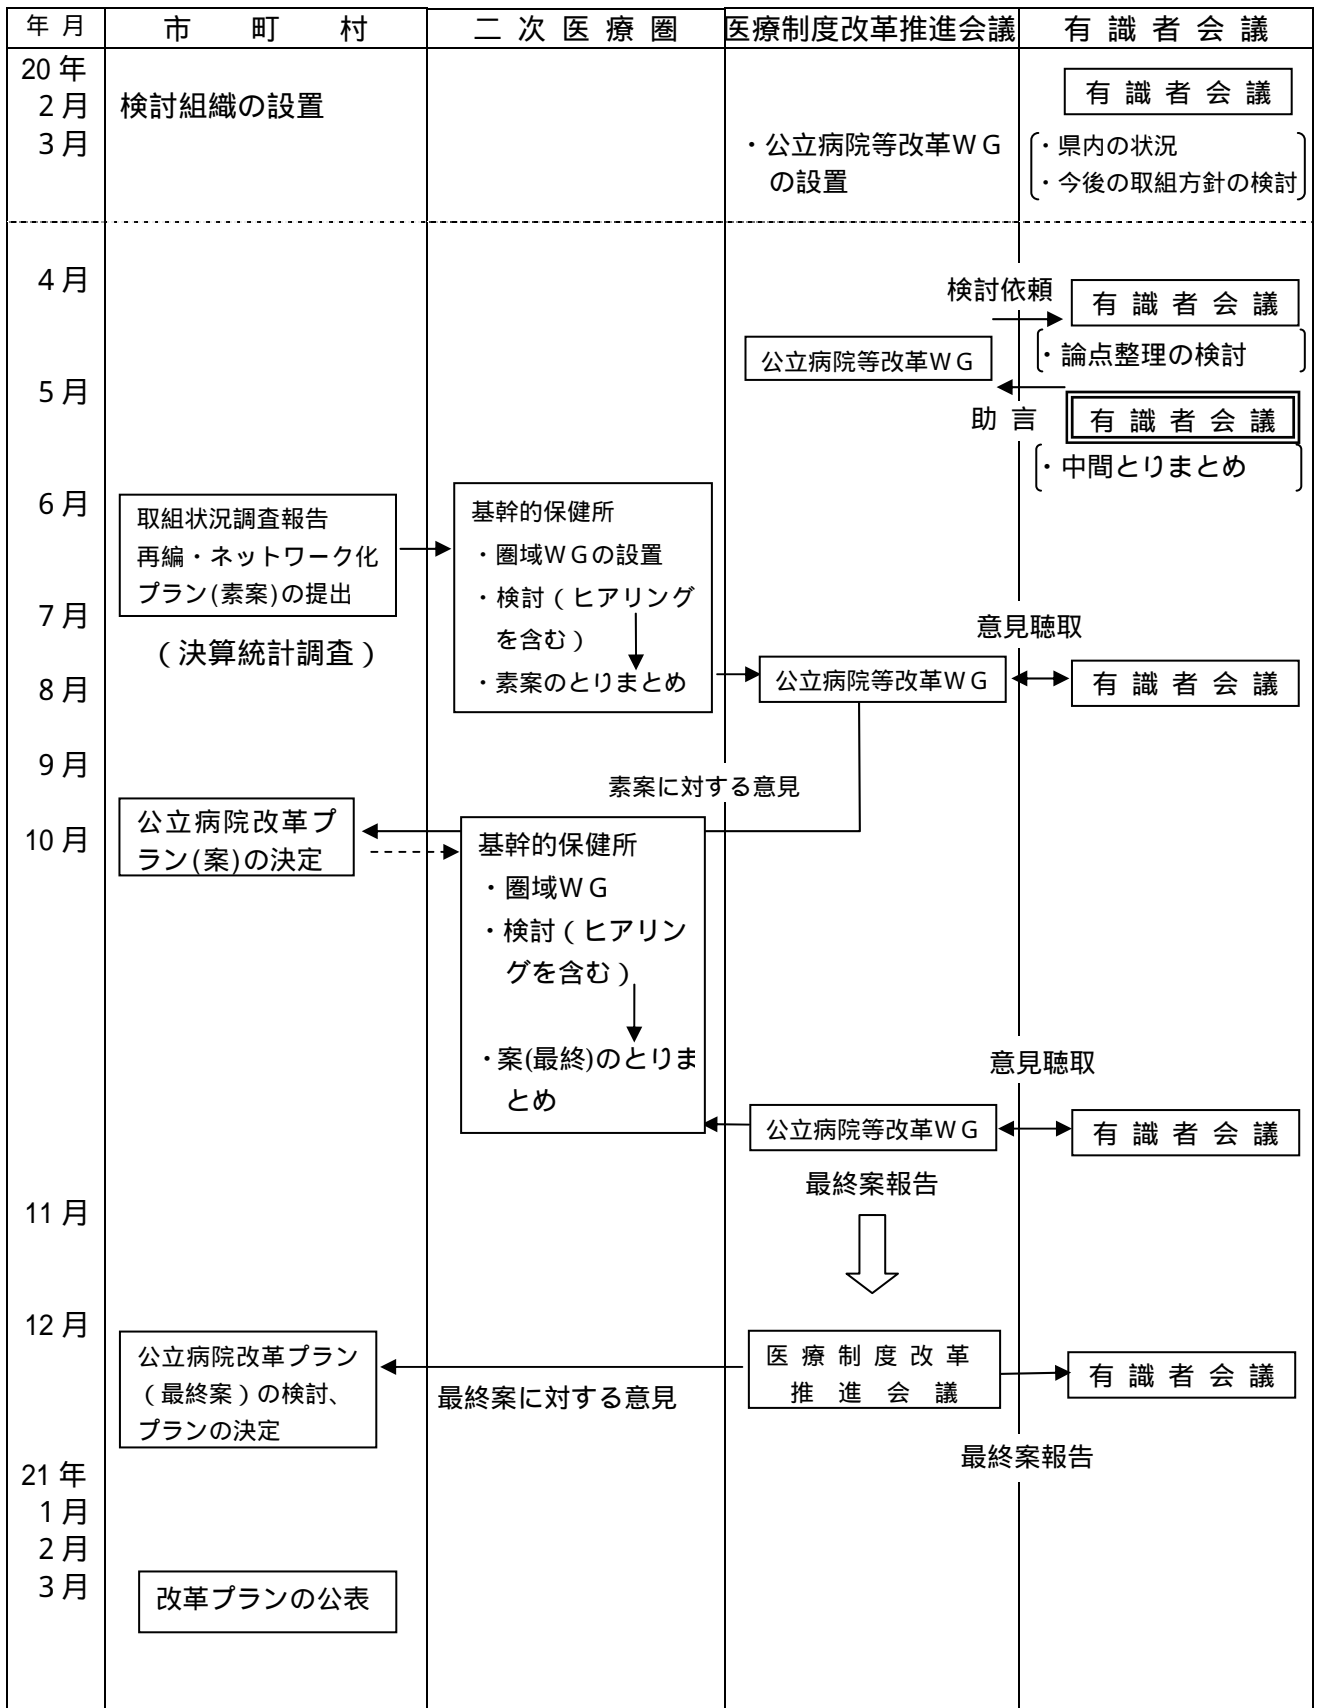 年月 市町村 二次医療圏 医療制度改革推進会議 有識者会議
20年
2月 検討組織の設置 有識者会議
3月 ・公立病院等改革WG ・県内の状況
の設置 ・今後の取組方針の検討
4月 検討依頼 有識者会議
公立病院等改革WG ・論点整理の検討
5月
助言 有識者会議
・中間とりまとめ
6月
取組状況調査報告
再編・ネットワーク化
プラン(素案)の提出
基幹的保健所
・圏域WGの設置
・検討(ヒアリング
を含む)
・素案のとりまとめ
7月
(決算統計調査)
意見聴取
8月 公立病院等改革WG 有識者会議
9月
素案に対する意見
10月
公立病院改革プ
ラン(案)の決定
基幹的保健所
・圏域WG
・検討(ヒアリン
グを含む)
・案(最終)のとりま
とめ
意見聴取
公立病院等改革WG 有識者会議
最終案報告
11月
12月
公立病院改革プラン
(最終案)の検討、
プランの決定
最終案に対する意見
医療制度改革
推進会議
有識者会議
最終案報告
21年
1月
2月
3月 改革プランの公表